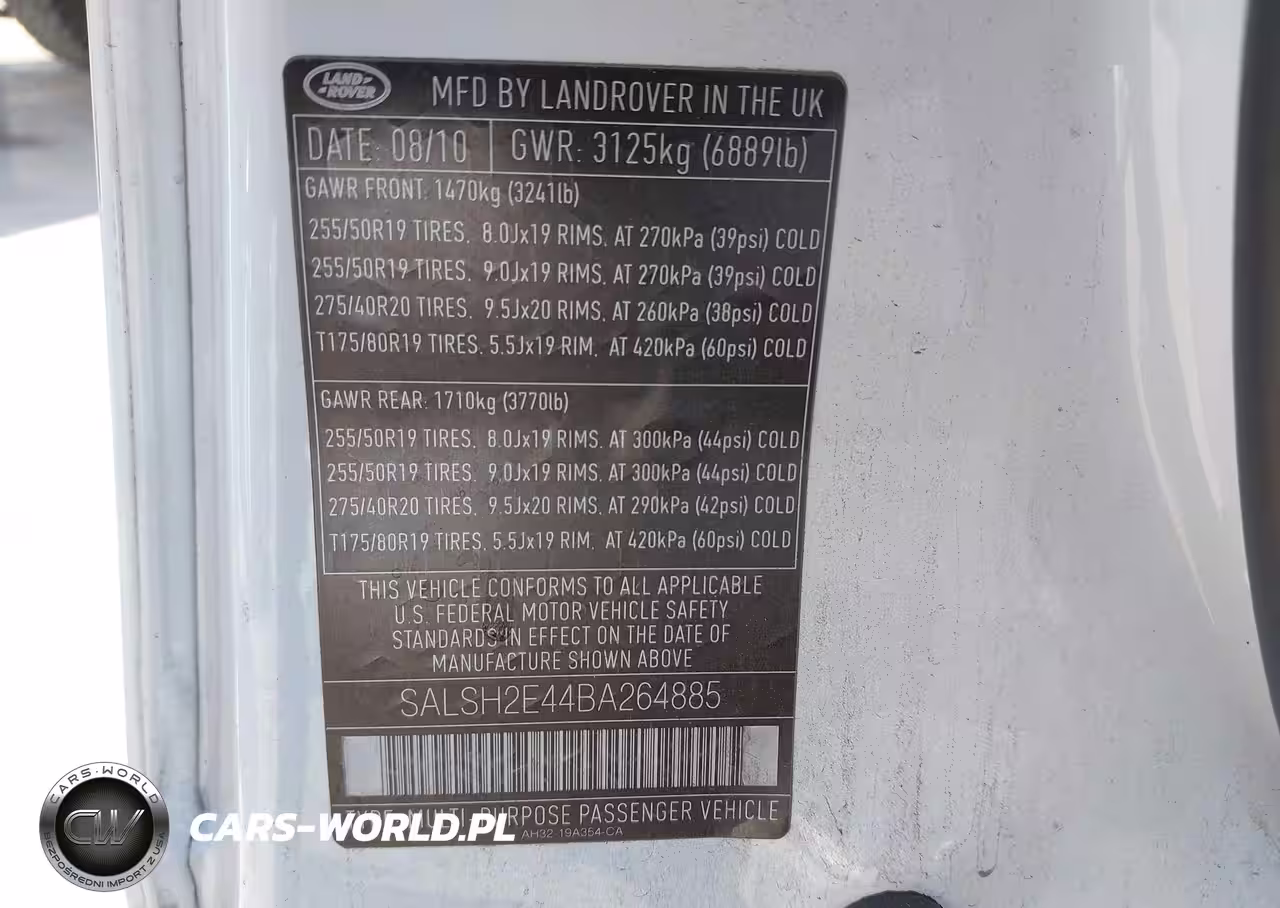 LAND-
-ROVER
MFD BY LANDROVER IN THE UK
DATE: 08/10 GWR: 3125kg (6889lb)
GAWR FRONT: 1470kg (3241lb)
255/50R19 TIRES. 8.0Jx19 RIMS. AT 270kPa (39psi) COLD
255/50R19 TIRES. 9.0Jx19 RIMS. AT 270kPa (39psi) COLD
275/40R20 TIRES. 9.5Jx20 RIMS. AT 260kPa (38psi) COLD
T175/80R19 TIRES. 5.5Jx19 RIM. AT 420kPa (60psi) COLD
GAWR REAR: 1710kg (3770lb)
255/50R19 TIRES. 8.0Jx19 RIMS. AT 300kPa (44psi) COLD
255/50R19 TIRES. 9.0Jx19 RIMS. AT 300kPa (44psi) COLD
275/40R20 TIRES. 9.5Jx20 RIMS. AT 290kPa (42psi) COLD
T175/80R19 TIRES. 5.5Jx19 RIM. AT 420kPa (60psi) COLD
THIS VEHICLE CONFORMS TO ALL APPLICABLE
U.S. FEDERAL MOTOR VEHICLE SAFETY
STANDARDS IN EFFECT ON THE DATE OF
MANUFACTURE SHOWN ABOVE
SALSH2E44BA264885
TYPE: MULTI-PURPOSE PASSENGER VEHICLE
AH32 19A354-CA
CARS-WORLD
CW
BEZPOŚREDNI IMPORT Z USA
CARS-WORLD.PL